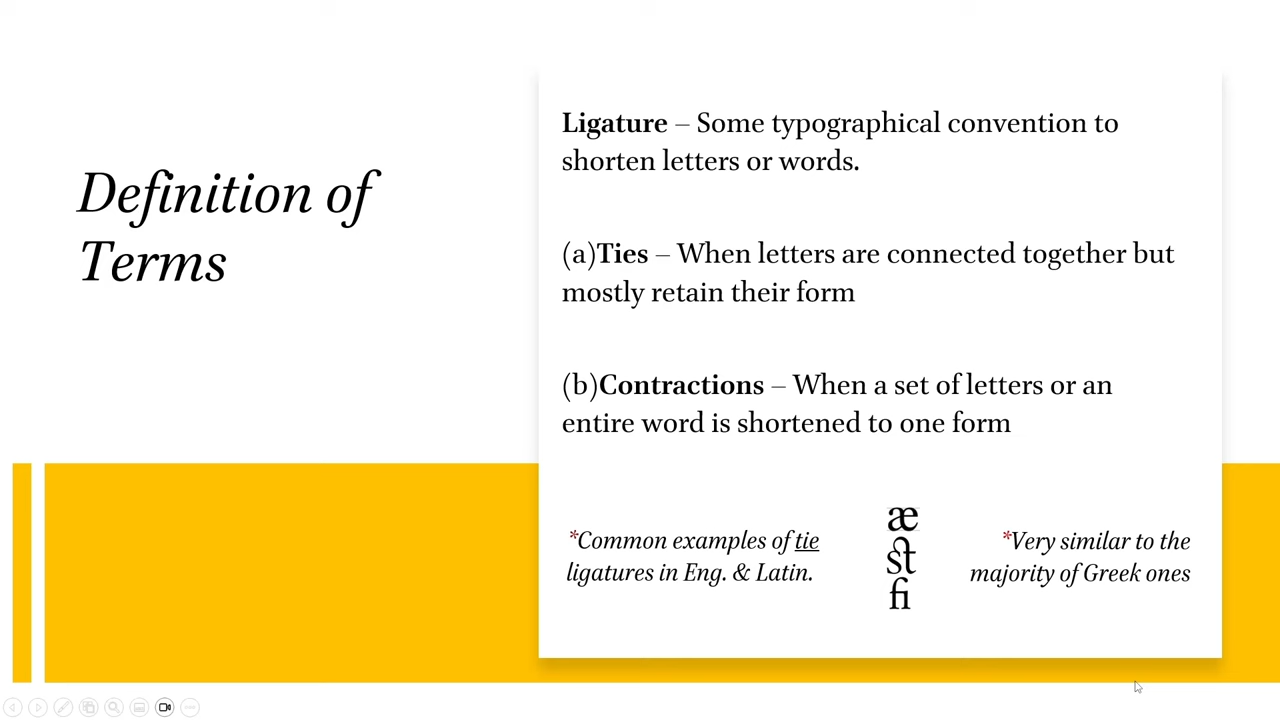 Definition of
Terms
Ligature – Some typographical convention to
shorten letters or words.
(a)Ties – When letters are connected together but
mostly retain their form
(b)Contractions – When a set of letters or an
entire word is shortened to one form
*Common examples of tie
ligatures in Eng. & Latin.
æ
st
fi
*Very similar to the
majority of Greek ones